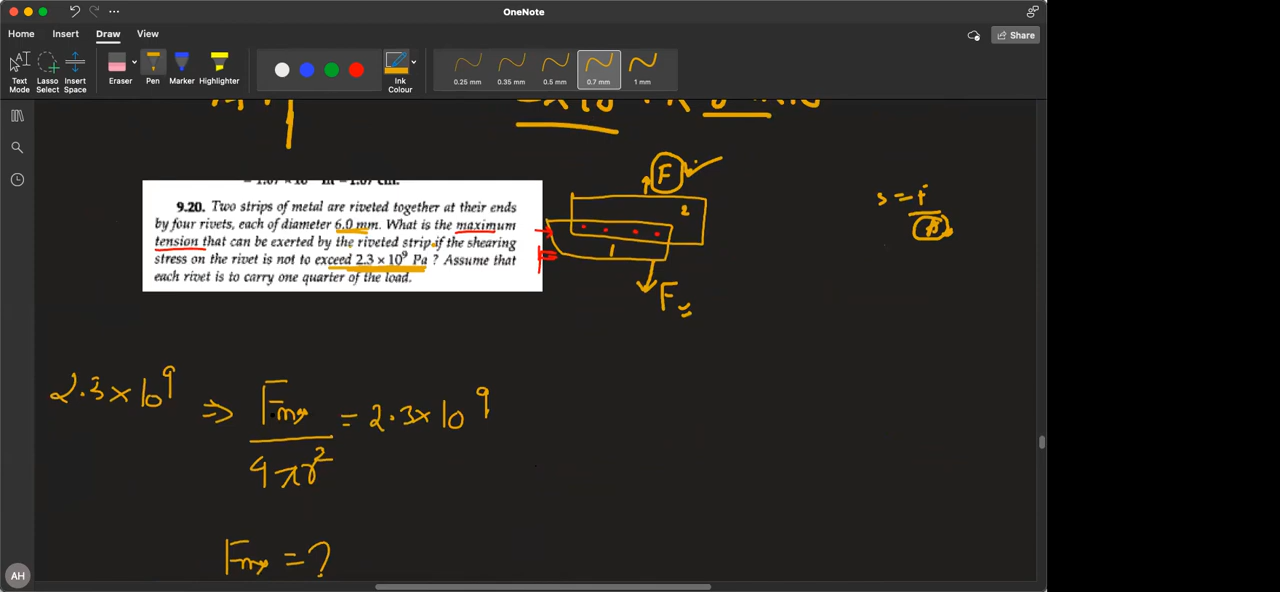 OneNote
Home Insert Draw View
Share
Text Mode
Lasso Select
Insert Space
Eraser
Pen
Marker
Highlighter
Ink Colour
0.25 mm
0.35 mm
0.5 mm
0.7 mm
1 mm
9.20. Two strips of metal are riveted together at their ends
by four rivets, each of diameter 6.0 mm. What is the maximum
tension that can be exerted by the riveted strip if the shearing
stress on the rivet is not to exceed 2.3 × 10⁹ Pa ? Assume that
each rivet is to carry one quarter of the load.
F
2
1
F
2.3×10⁹ ⇒ Fmx / 4πr² = 2.3×10⁹
Fmx = ?
AH